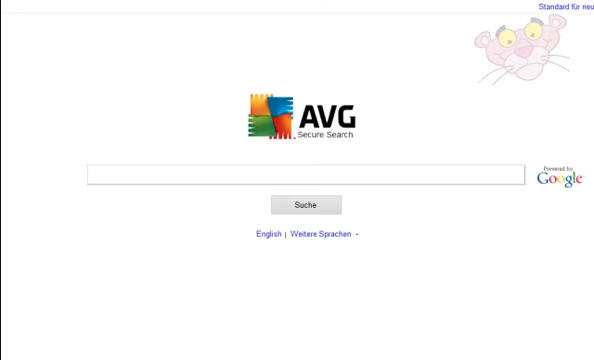 Standard für neu
AVG
Secure Search
Powered by
Google
Suche
English | Weitere Sprachen